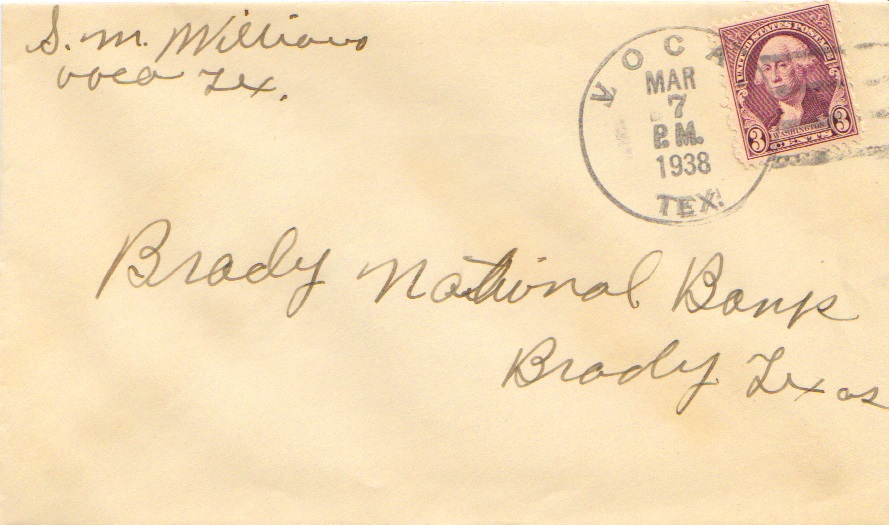 S. M. Williams
Voca Tex.
VOCA
MAR
7
P.M.
1938
TEX.
UNITED STATES POSTAGE
WASHINGTON
3 CENTS 3
Brady National Bank
Brady Texas